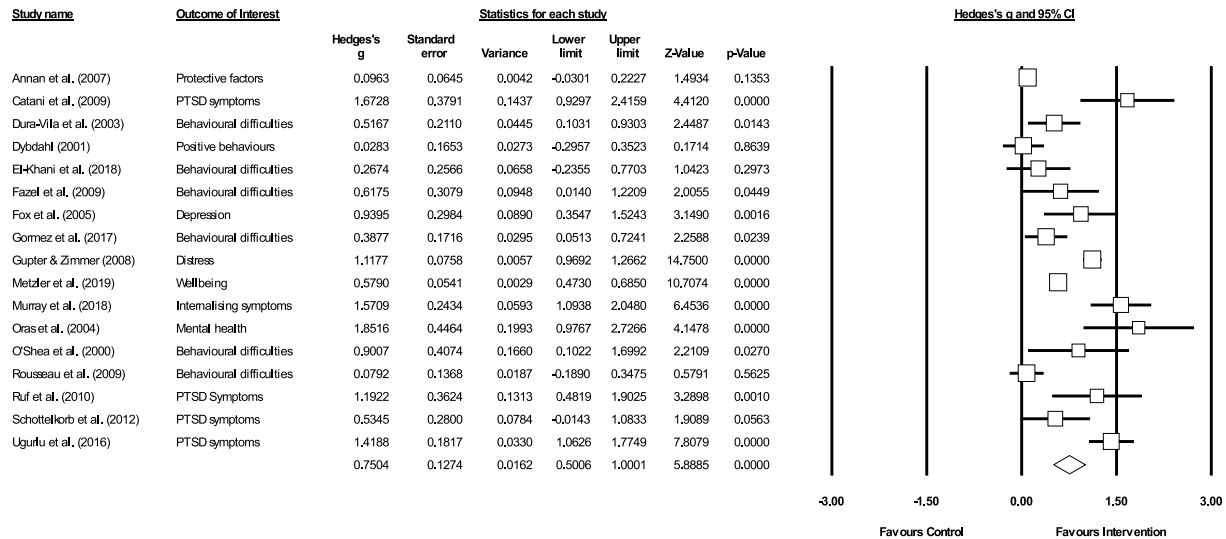 Study name Outcome of Interest Statistics for each study Hedges's g and 95% CI
Hedges's g Standard error Variance Lower limit Upper limit Z-Value p-Value
Annan et al. (2007) Protective factors 0.0963 0.0645 0.0042 -0.0301 0.2227 1.4934 0.1353
Catani et al. (2009) PTSD symptoms 1.6728 0.3791 0.1437 0.9297 2.4159 4.4120 0.0000
Dura-Vila et al. (2003) Behavioural difficulties 0.5167 0.2110 0.0445 0.1031 0.9303 2.4487 0.0143
Dybdahl (2001) Positive behaviours 0.0283 0.1653 0.0273 -0.2957 0.3523 0.1714 0.8639
El-Khani et al. (2018) Behavioural difficulties 0.2674 0.2566 0.0658 -0.2355 0.7703 1.0423 0.2973
Fazel et al. (2009) Behavioural difficulties 0.6175 0.3079 0.0948 0.0140 1.2209 2.0055 0.0449
Fox et al. (2005) Depression 0.9395 0.2984 0.0890 0.3547 1.5243 3.1490 0.0016
Gormez et al. (2017) Behavioural difficulties 0.3877 0.1716 0.0295 0.0513 0.7241 2.2588 0.0239
Gupter & Zimmer (2008) Distress 1.1177 0.0758 0.0057 0.9692 1.2662 14.7500 0.0000
Metzler et al. (2019) Wellbeing 0.5790 0.0541 0.0029 0.4730 0.6850 10.7074 0.0000
Murray et al. (2018) Internalising symptoms 1.5709 0.2434 0.0593 1.0938 2.0480 6.4536 0.0000
Oras et al. (2004) Mental health 1.8516 0.4464 0.1993 0.9767 2.7266 4.1478 0.0000
O'Shea et al. (2000) Behavioural difficulties 0.9007 0.4074 0.1660 0.1022 1.6992 2.2109 0.0270
Rousseau et al. (2009) Behavioural difficulties 0.0792 0.1368 0.0187 -0.1890 0.3475 0.5791 0.5625
Ruf et al. (2010) PTSD Symptoms 1.1922 0.3624 0.1313 0.4819 1.9025 3.2898 0.0010
Schottelkorb et al. (2012) PTSD symptoms 0.5345 0.2800 0.0784 -0.0143 1.0833 1.9089 0.0563
Ugurlu et al. (2016) PTSD symptoms 1.4188 0.1817 0.0330 1.0626 1.7749 7.8079 0.0000
0.7504 0.1274 0.0162 0.5006 1.0001 5.8885 0.0000
-3.00 -1.50 0.00 1.50 3.00
Favours Control Favours Intervention